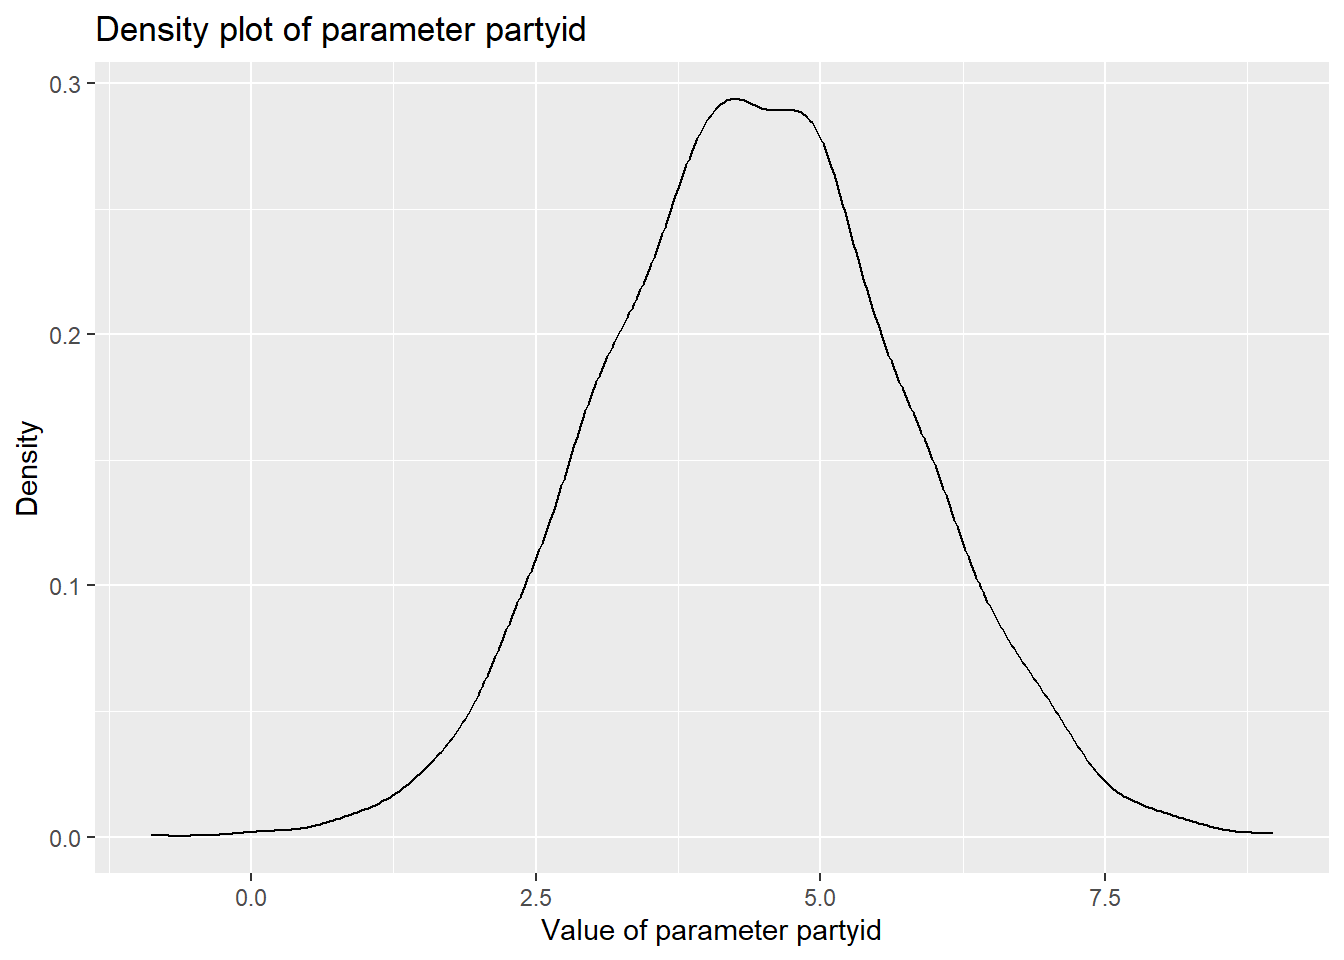 Density plot of parameter partyid
0.3
0.2
0.1
0.0
Density
0.0 2.5 5.0 7.5
Value of parameter partyid